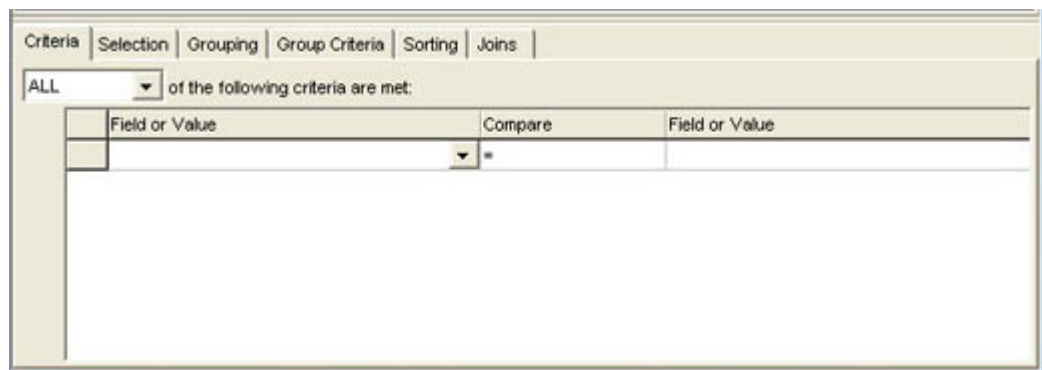 Criteria Selection Grouping Group Criteria Sorting Joins
ALL of the following criteria are met:
Field or Value Compare Field or Value
=